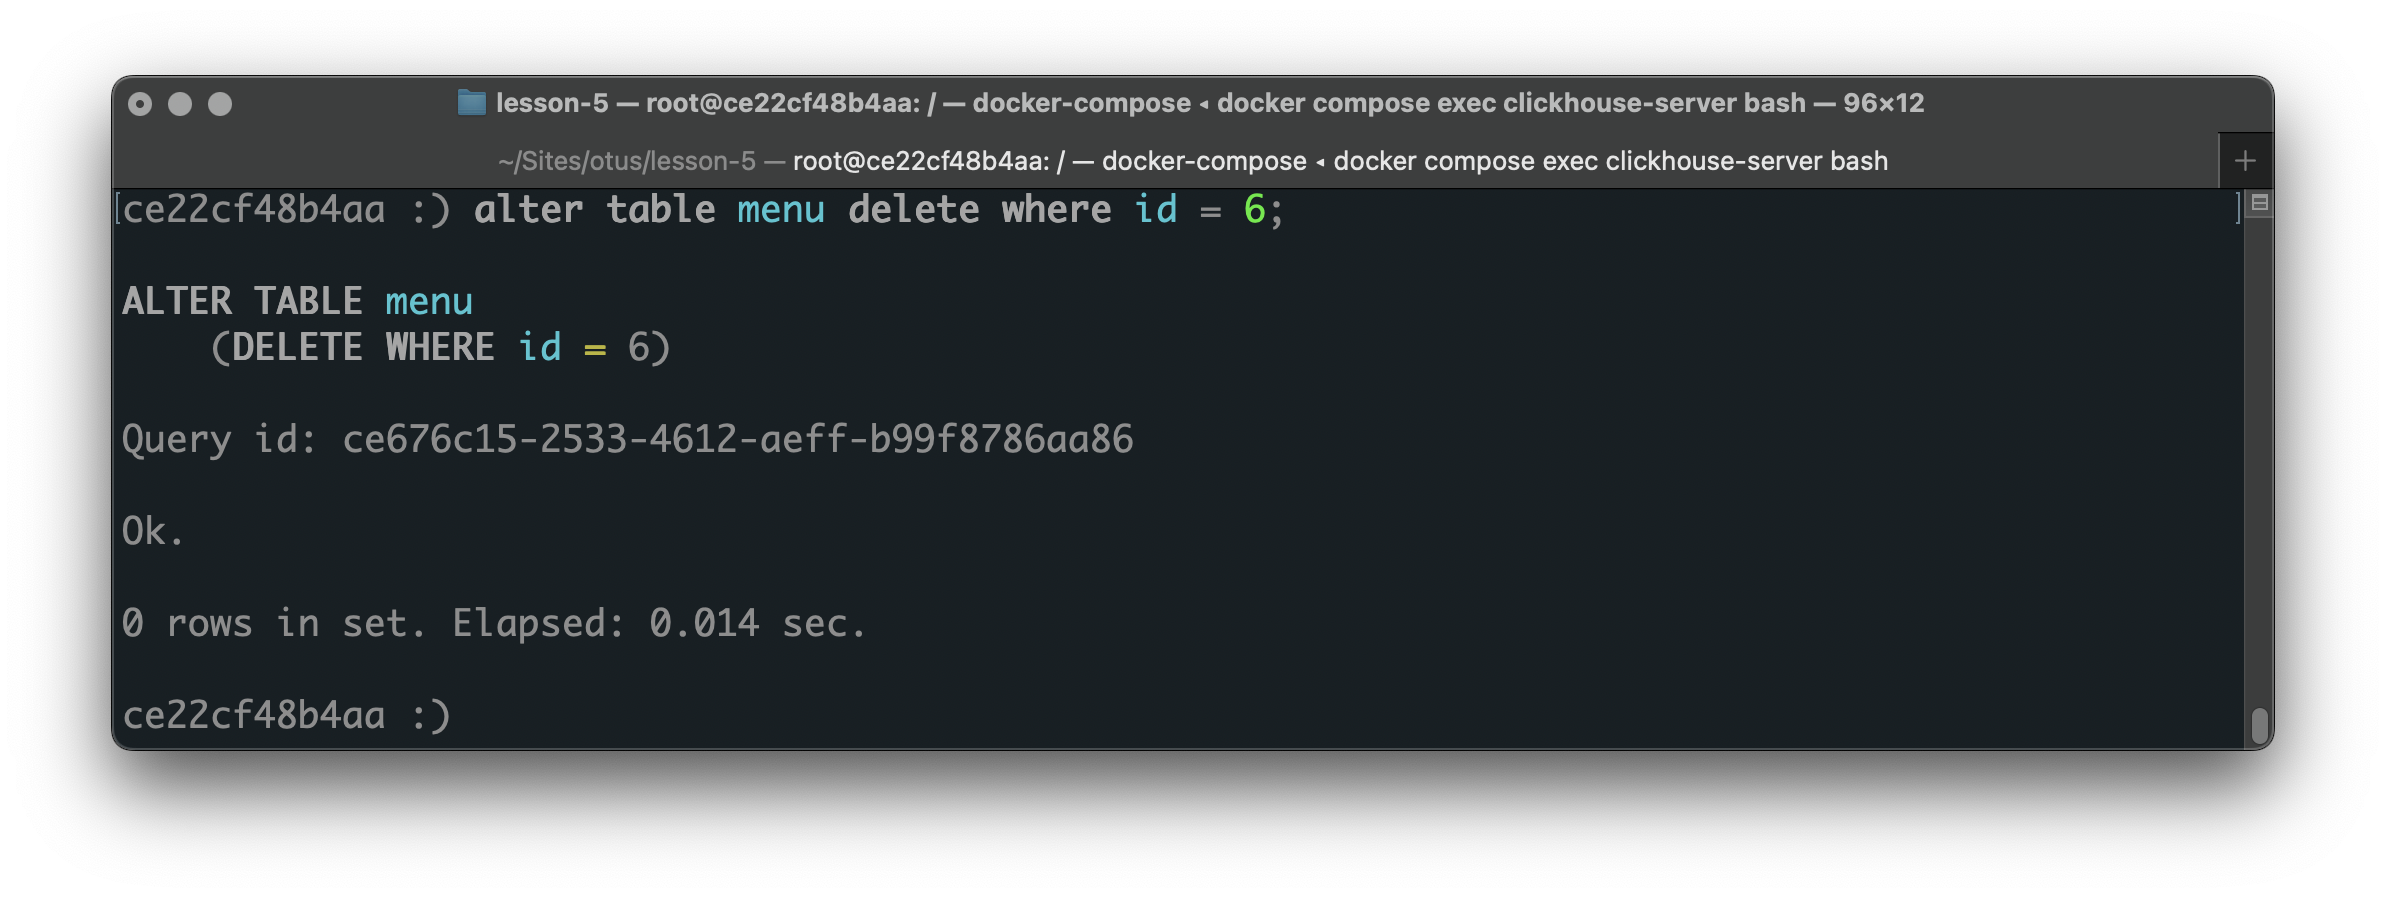 lesson-5 — root@ce22cf48b4aa: / — docker-compose ◂ docker compose exec clickhouse-server bash — 96×12
~/Sites/otus/lesson-5 — root@ce22cf48b4aa: / — docker-compose ◂ docker compose exec clickhouse-server bash
[ce22cf48b4aa :) alter table menu delete where id = 6; ]
ALTER TABLE menu
(DELETE WHERE id = 6)
Query id: ce676c15-2533-4612-aeff-b99f8786aa86
Ok.
0 rows in set. Elapsed: 0.014 sec.
ce22cf48b4aa :)